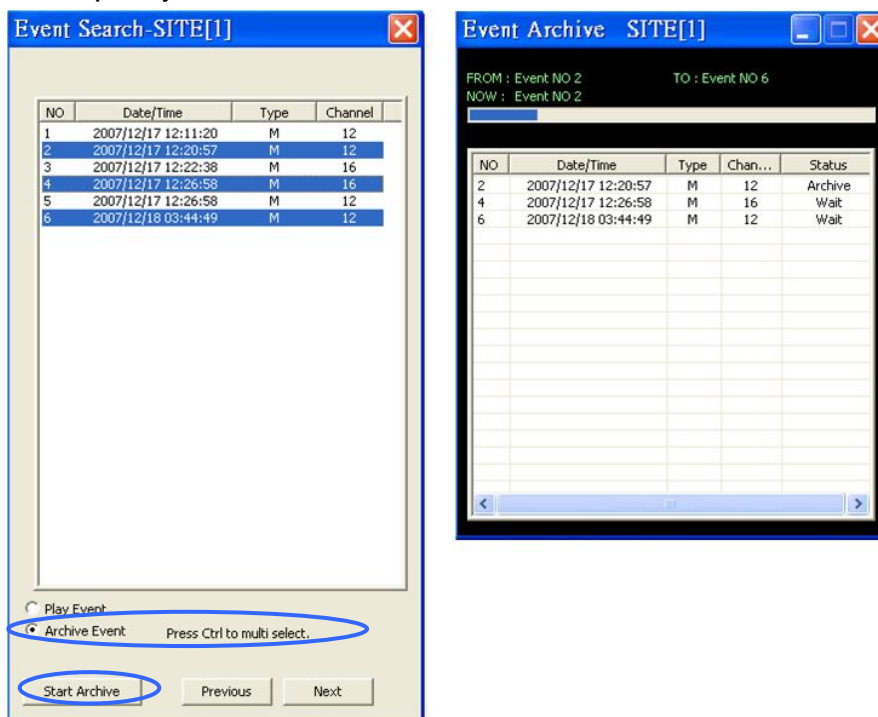 Event Search-SITE[1]
NO Date/Time Type Channel
1 2007/12/17 12:11:20 M 12
2 2007/12/17 12:20:57 M 12
3 2007/12/17 12:22:38 M 16
4 2007/12/17 12:26:58 M 16
5 2007/12/17 12:26:58 M 12
6 2007/12/18 03:44:49 M 12
Play Event
Archive Event Press Ctrl to multi select.
Start Archive Previous Next
Event Archive SITE[1]
FROM : Event NO 2 TO : Event NO 6
NOW : Event NO 2
NO Date/Time Type Chan... Status
2 2007/12/17 12:20:57 M 12 Archive
4 2007/12/17 12:26:58 M 16 Wait
6 2007/12/18 03:44:49 M 12 Wait